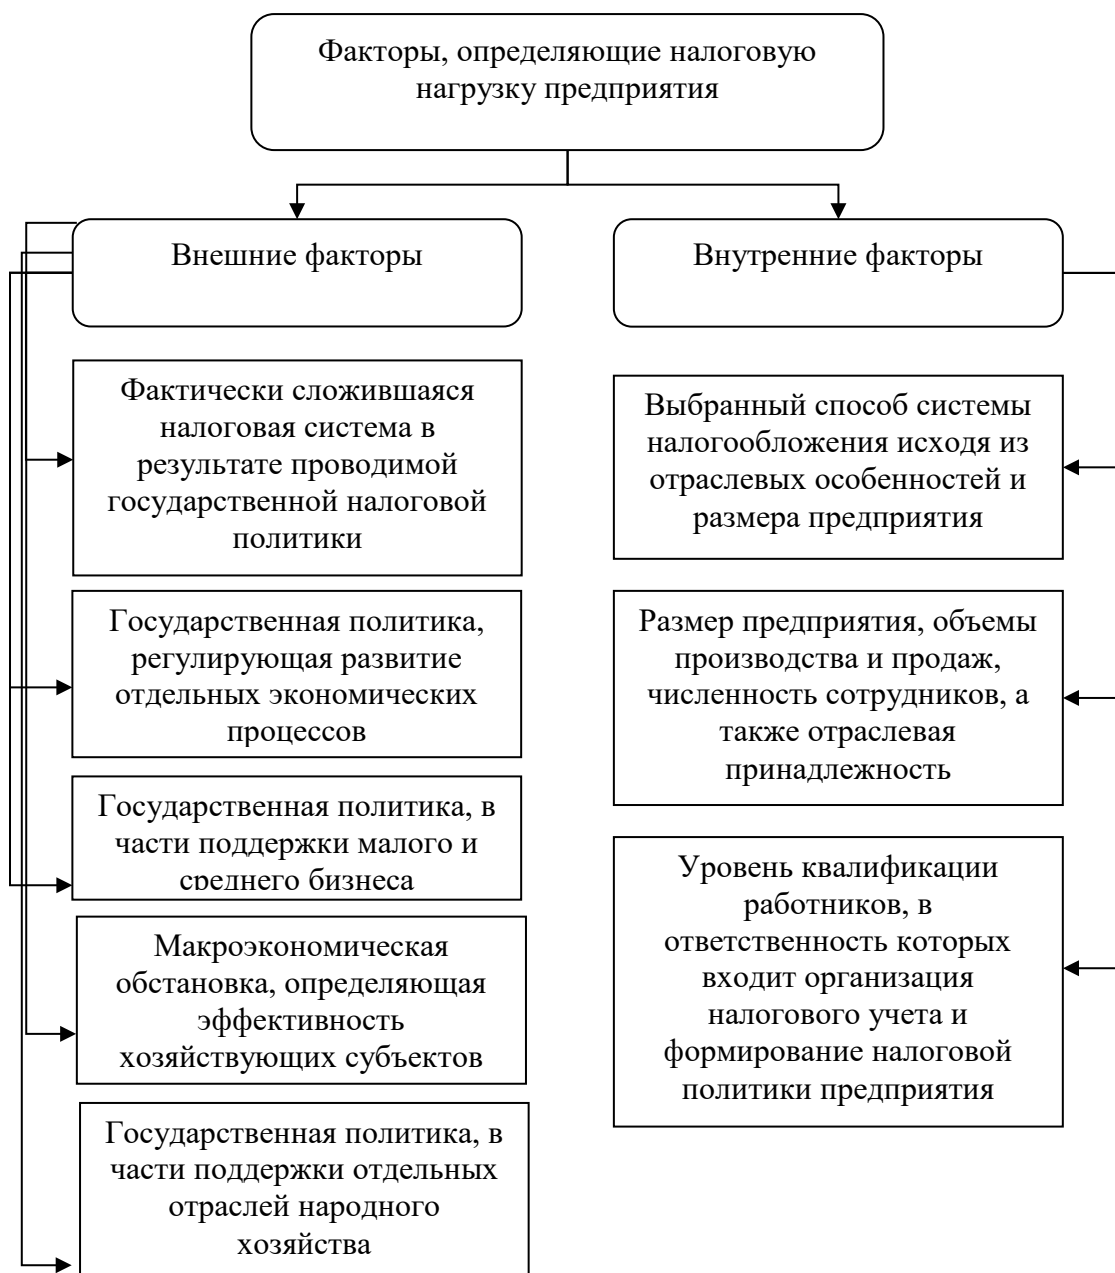 Факторы, определяющие налоговую
нагрузку предприятия
Внешние факторы
Фактически сложившаяся
налоговая система в
результате проводимой
государственной налоговой
политики
Государственная политика,
регулирующая развитие
отдельных экономических
процессов
Государственная политика, в
части поддержки малого и
среднего бизнеса
Макроэкономическая
обстановка, определяющая
эффективность
хозяйствующих субъектов
Государственная политика, в
части поддержки отдельных
отраслей народного
хозяйства
Внутренние факторы
Выбранный способ системы
налогообложения исходя из
отраслевых особенностей и
размера предприятия
Размер предприятия, объемы
производства и продаж,
численность сотрудников, а
также отраслевая
принадлежность
Уровень квалификации
работников, в
ответственность которых
входит организация
налогового учета и
формирование налоговой
политики предприятия